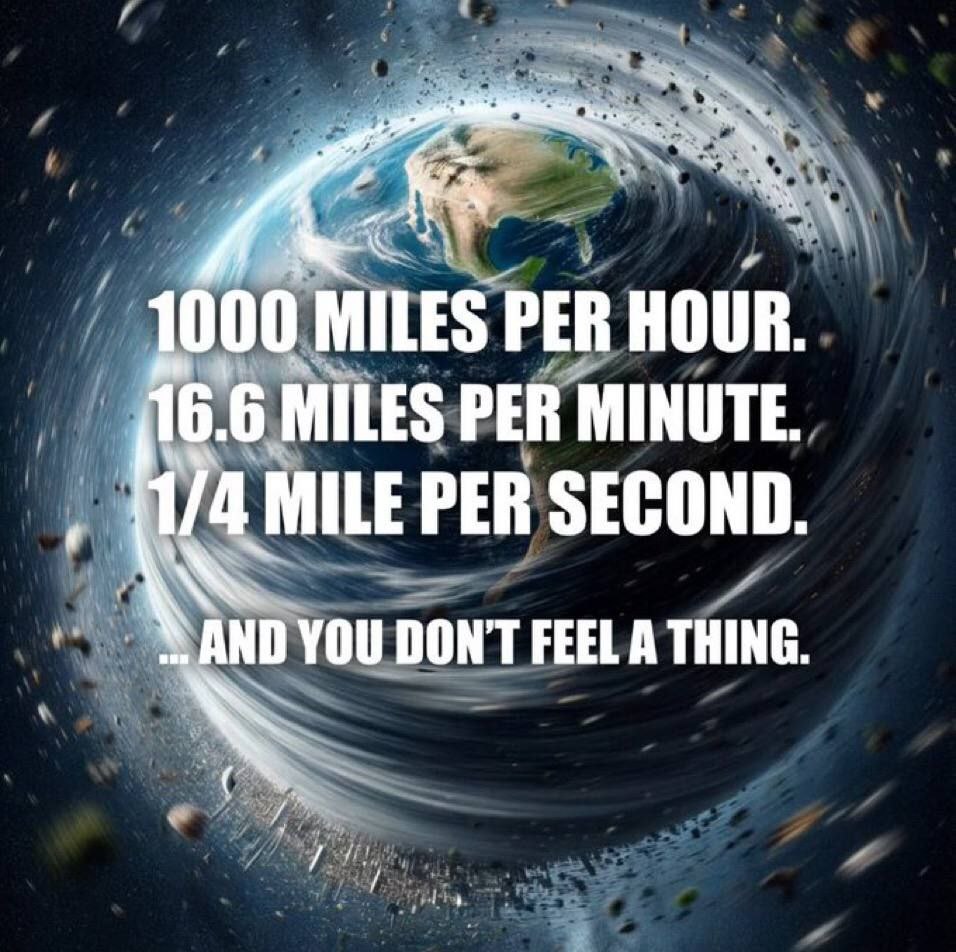 1000 MILES PER HOUR.
16.6 MILES PER MINUTE.
1/4 MILE PER SECOND.
... AND YOU DON'T FEEL A THING.